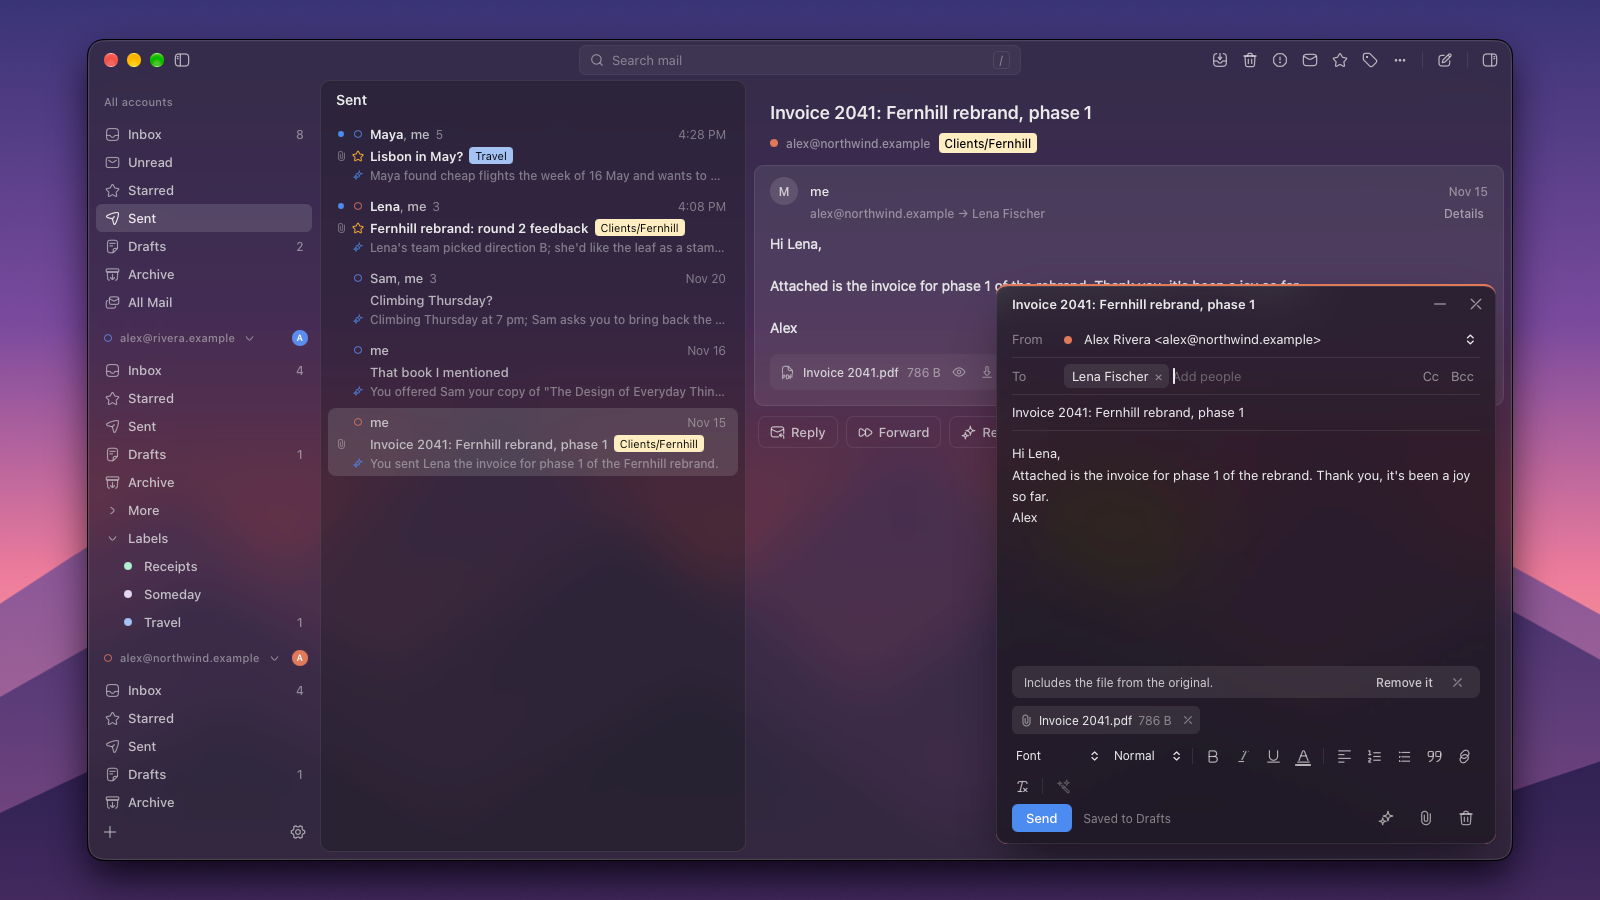 Search mail
/
All accounts
Inbox 8
Unread
Starred
Sent
Drafts 2
Archive
All Mail
alex@rivera.example A
Inbox 4
Starred
Sent
Drafts 1
Archive
More
Labels
Receipts
Someday
Travel 1
alex@northwind.example A
Inbox 4
Starred
Sent
Drafts 1
Archive
Sent
Maya, me 5 4:28 PM
Lisbon in May? Travel
Maya found cheap flights the week of 16 May and wants to ...
Lena, me 3 4:08 PM
Fernhill rebrand: round 2 feedback Clients/Fernhill
Lena's team picked direction B; she'd like the leaf as a stam...
Sam, me 3 Nov 20
Climbing Thursday?
Climbing Thursday at 7 pm; Sam asks you to bring back the ...
me Nov 16
That book I mentioned
You offered Sam your copy of "The Design of Everyday Thin...
me Nov 15
Invoice 2041: Fernhill rebrand, phase 1 Clients/Fernhill
You sent Lena the invoice for phase 1 of the Fernhill rebrand.
Invoice 2041: Fernhill rebrand, phase 1
alex@northwind.example Clients/Fernhill
M me Nov 15
alex@northwind.example → Lena Fischer Details
Hi Lena,
Attached is the invoice for phase 1 of the rebrand. Thank you, it's been a joy so far.
Alex
PDF Invoice 2041.pdf 786 B
Reply Forward Re
Invoice 2041: Fernhill rebrand, phase 1
From Alex Rivera <alex@northwind.example>
To Lena Fischer × Add people Cc Bcc
Invoice 2041: Fernhill rebrand, phase 1
Hi Lena,
Attached is the invoice for phase 1 of the rebrand. Thank you, it's been a joy
so far.
Alex
Includes the file from the original. Remove it
Invoice 2041.pdf 786 B
Font Normal B I U A
Send Saved to Drafts